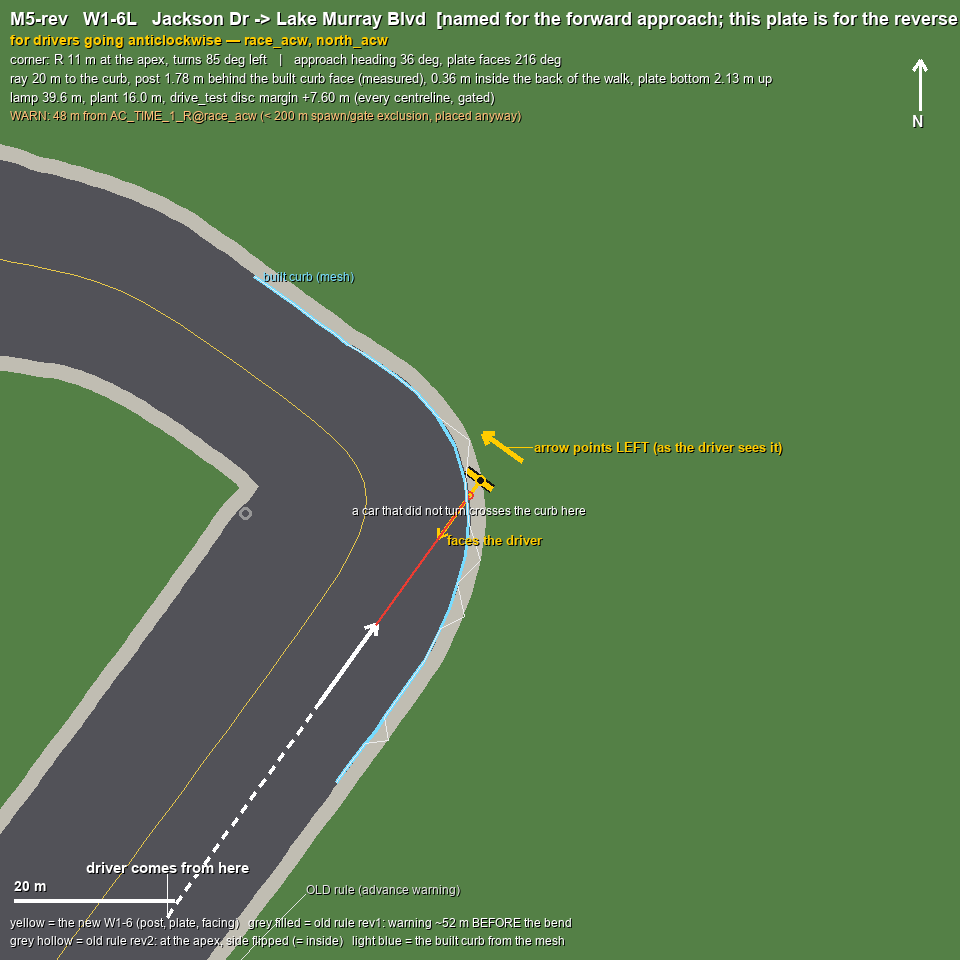 M5-rev   W1-6L   Jackson Dr -> Lake Murray Blvd  [named for the forward approach; this plate is for the reverse
for drivers going anticlockwise — race_acw, north_acw
corner: R 11 m at the apex, turns 85 deg left   |   approach heading 36 deg, plate faces 216 deg
ray 20 m to the curb, post 1.78 m behind the built curb face (measured), 0.36 m inside the back of the walk, plate bottom 2.13 m up
lamp 39.6 m, plant 16.0 m, drive_test disc margin +7.60 m (every centreline, gated)
WARN: 48 m from AC_TIME_1_R@race_acw (< 200 m spawn/gate exclusion, placed anyway)
N
built curb (mesh)
arrow points LEFT (as the driver sees it)
a car that did not turn crosses the curb here
faces the driver
driver comes from here
20 m
OLD rule (advance warning)
yellow = the new W1-6 (post, plate, facing)   grey filled = old rule rev1: warning ~52 m BEFORE the bend
grey hollow = old rule rev2: at the apex, side flipped (= inside)   light blue = the built curb from the mesh